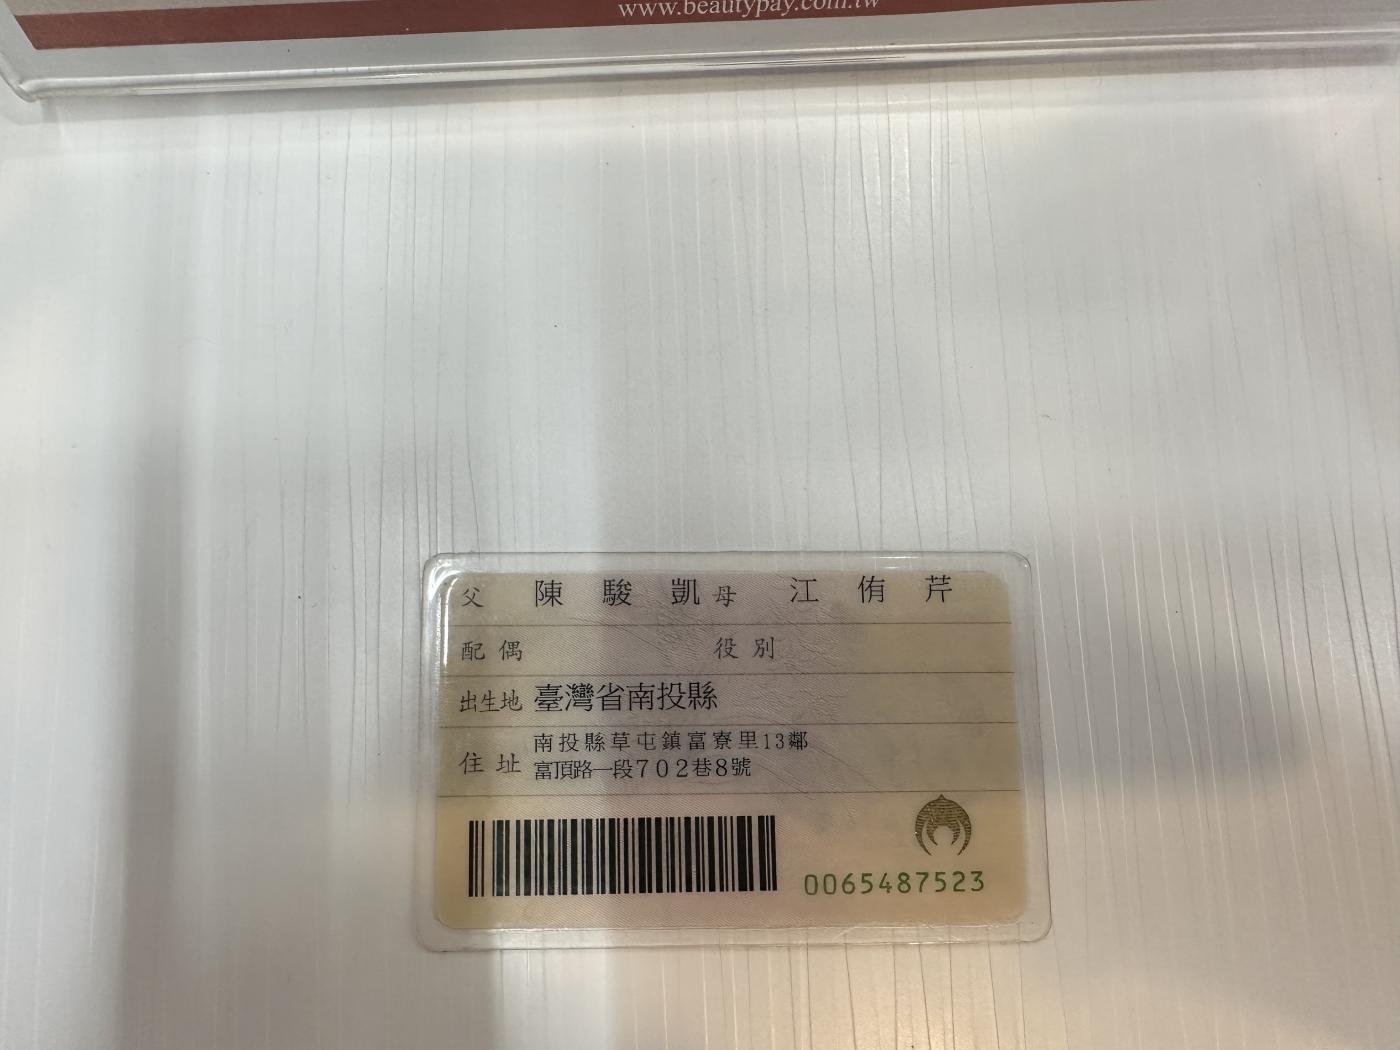 www.beautypay.com.tw
父 陳駿凱 母 江侑芹
配偶 役別
出生地 臺灣省南投縣
住址 南投縣草屯鎮富寮里13鄰
富頂路一段702巷8號
0065487523